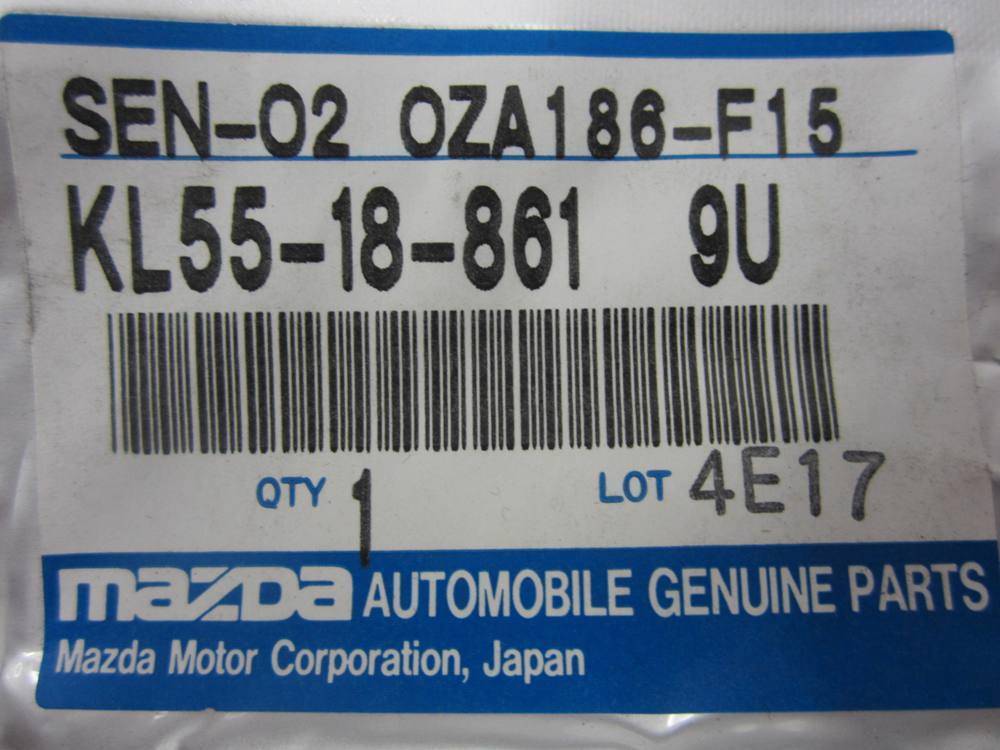 SEN-O2 OZA186-F15
KL55-18-861 9U
QTY 1 LOT 4E17
mazda AUTOMOBILE GENUINE PARTS
Mazda Motor Corporation, Japan